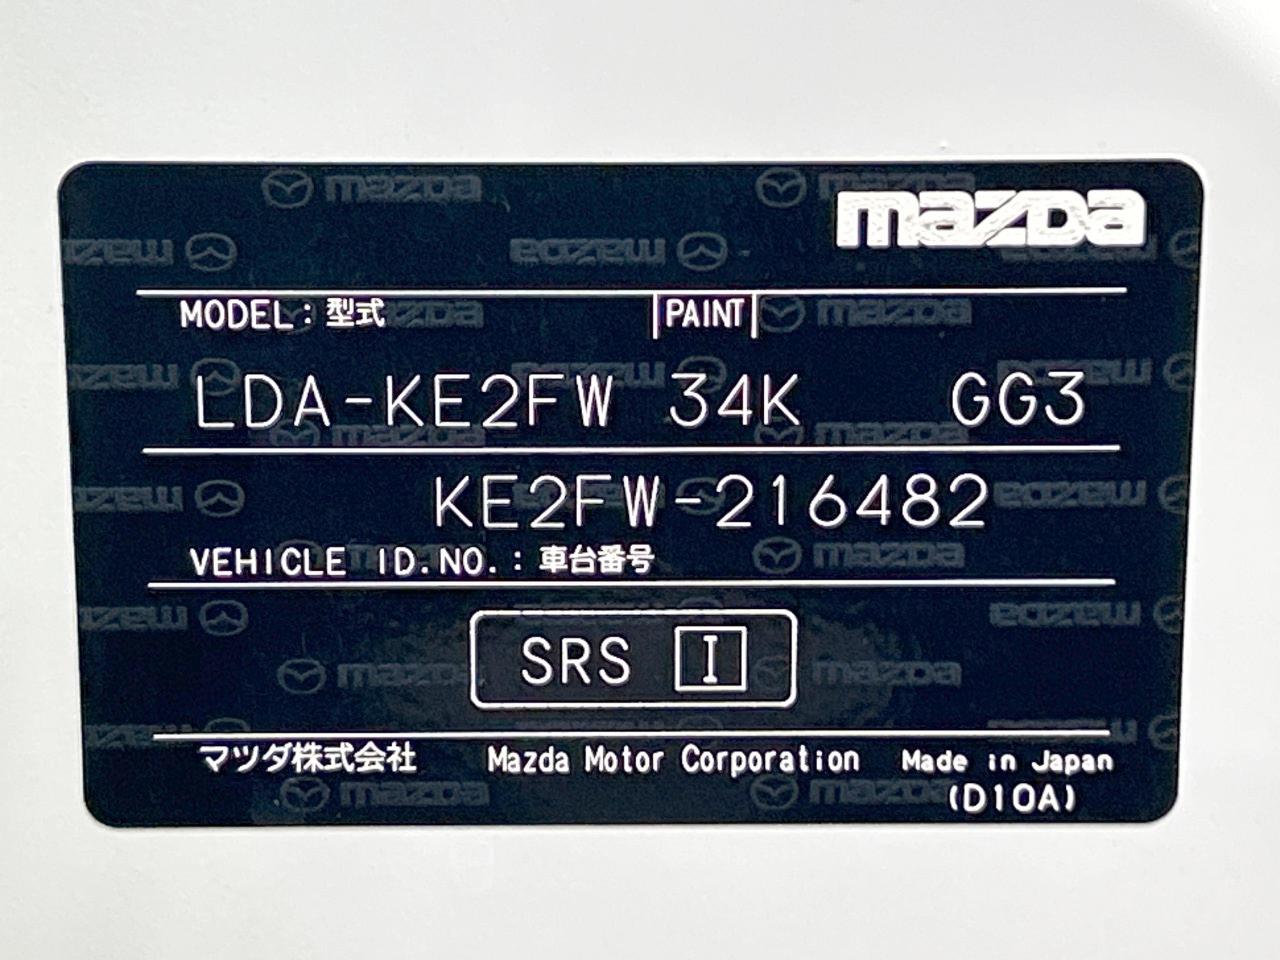 mazda
MODEL：型式 PAINT
LDA-KE2FW 34K GG3
KE2FW-216482
VEHICLE ID.NO.：車台番号
SRS I
マツダ株式会社 Mazda Motor Corporation Made in Japan
(D10A)